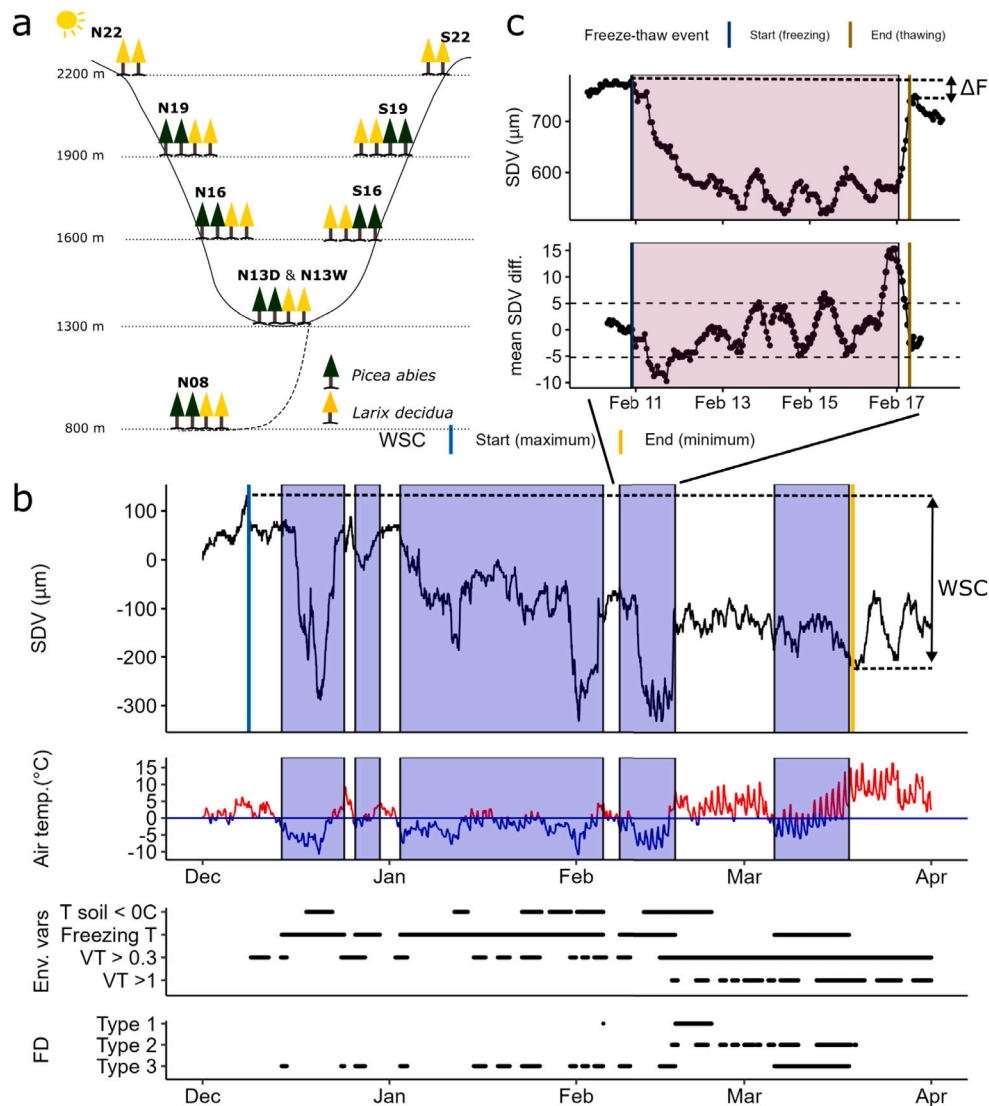 a
N22
S22
2200 m
N19
S19
1900 m
N16
S16
1600 m
N13D & N13W
1300 m
N08
800 m
Picea abies
Larix decidua
c
Freeze-thaw event
Start (freezing)
End (thawing)
SDV (µm)
700
600
ΔF
mean SDV diff.
15
10
5
0
-5
-10
Feb 11
Feb 13
Feb 15
Feb 17
WSC
Start (maximum)
End (minimum)
b
SDV (µm)
100
0
-100
-200
-300
WSC
Air temp.(°C)
15
10
5
0
-5
-10
Dec
Jan
Feb
Mar
Apr
Env. vars
T soil < 0C
Freezing T
VT > 0.3
VT >1
FD
Type 1
Type 2
Type 3
Dec
Jan
Feb
Mar
Apr